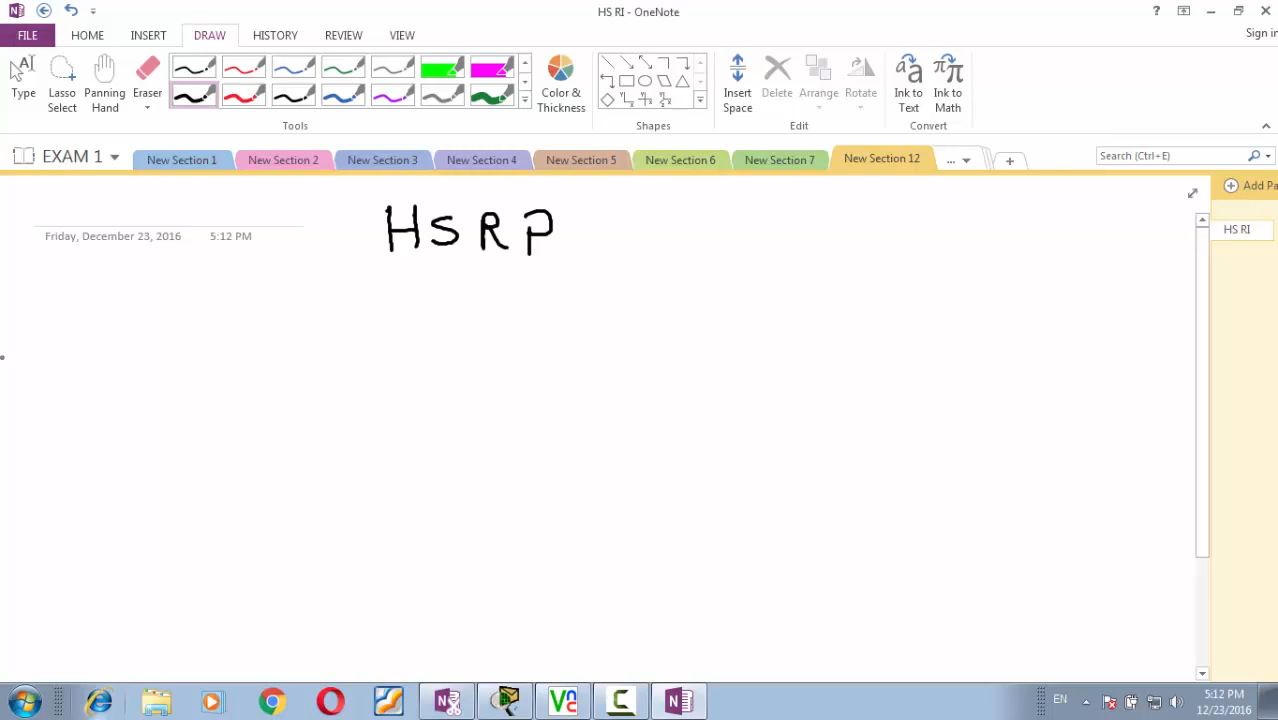 HS RI - OneNote
?
FILE HOME INSERT DRAW HISTORY REVIEW VIEW Sign in
Type Lasso Select Panning Hand Eraser Color & Thickness Insert Space Delete Arrange Rotate Ink to Text Ink to Math
Tools Shapes Edit Convert
EXAM 1 New Section 1 New Section 2 New Section 3 New Section 4 New Section 5 New Section 6 New Section 7 New Section 12 ... + Search (Ctrl+E)
Add Pa
HS RI
H S R P
Friday, December 23, 2016 5:12 PM
EN 5:12 PM
12/23/2016